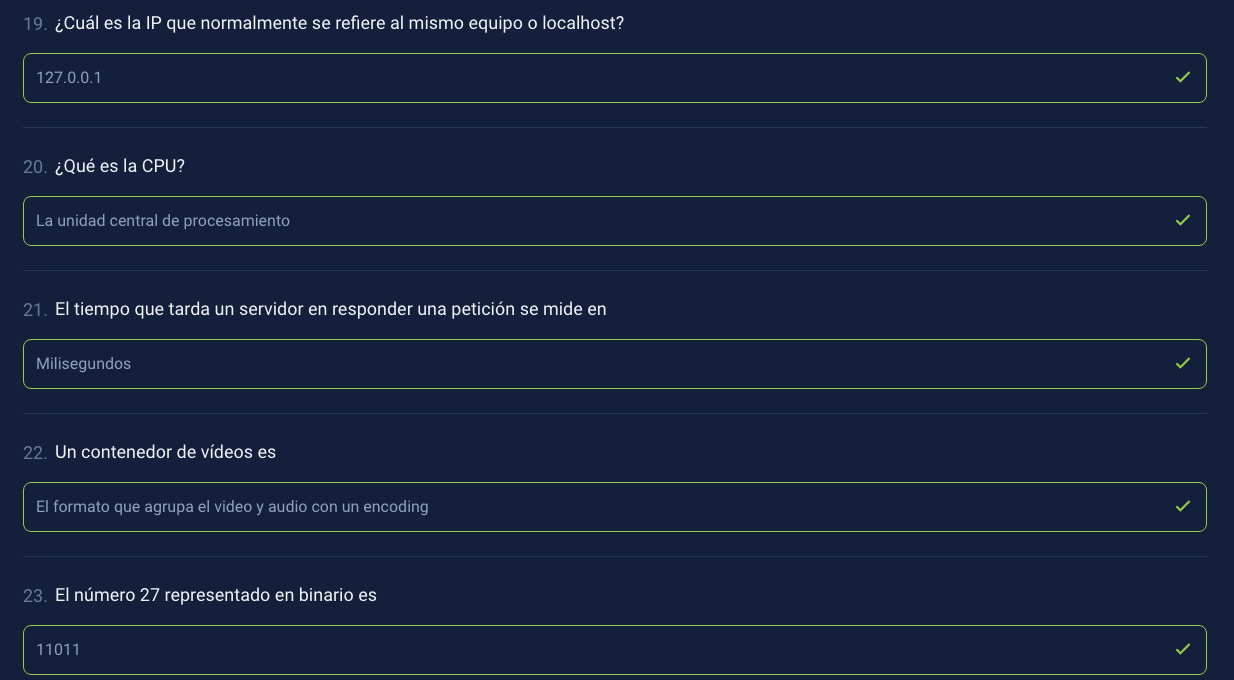 19. ¿Cuál es la IP que normalmente se refiere al mismo equipo o localhost?
127.0.0.1
20. ¿Qué es la CPU?
La unidad central de procesamiento
21. El tiempo que tarda un servidor en responder una petición se mide en
Milisegundos
22. Un contenedor de vídeos es
El formato que agrupa el video y audio con un encoding
23. El número 27 representado en binario es
11011